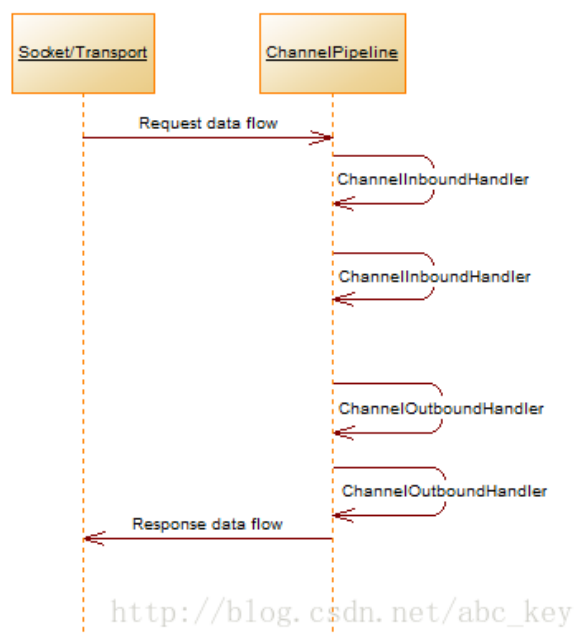 Socket/Transport
ChannelPipeline
Request data flow
ChannelInboundHandler
ChannelInboundHandler
ChannelOutboundHandler
ChannelOutboundHandler
Response data flow
http://blog.csdn.net/abc_key